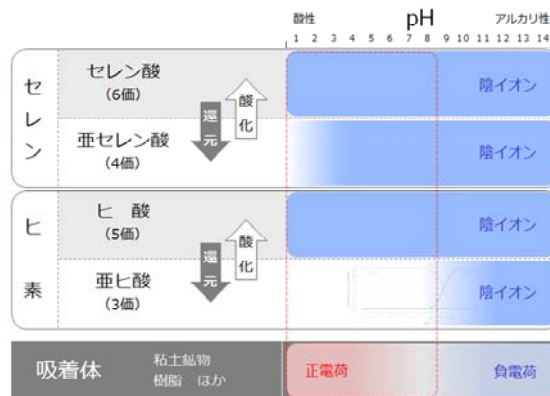 酸性 pH アルカリ性
1 2 3 4 5 6 7 8 9 10 11 12 13 14
セレン
セレン酸
(6価)
陰イオン
還元
酸化
亜セレン酸
(4価)
陰イオン
ヒ素
ヒ 酸
(5価)
陰イオン
還元
酸化
亜ヒ酸
(3価)
陰イオン
吸着体
粘土鉱物
樹脂 ほか
正電荷
負電荷